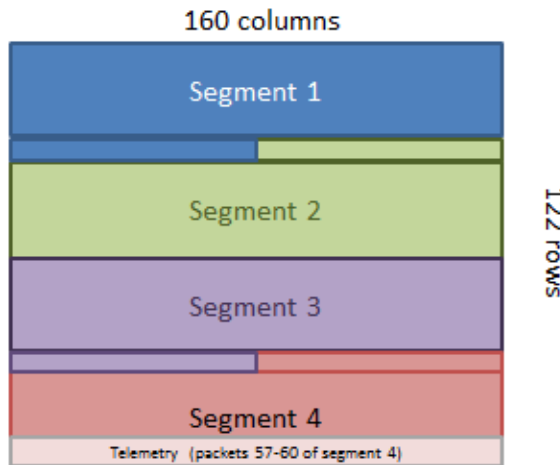 160 columns
Segment 1
Segment 2
122 rows
Segment 3
Segment 4
Telemetry (packets 57-60 of segment 4)